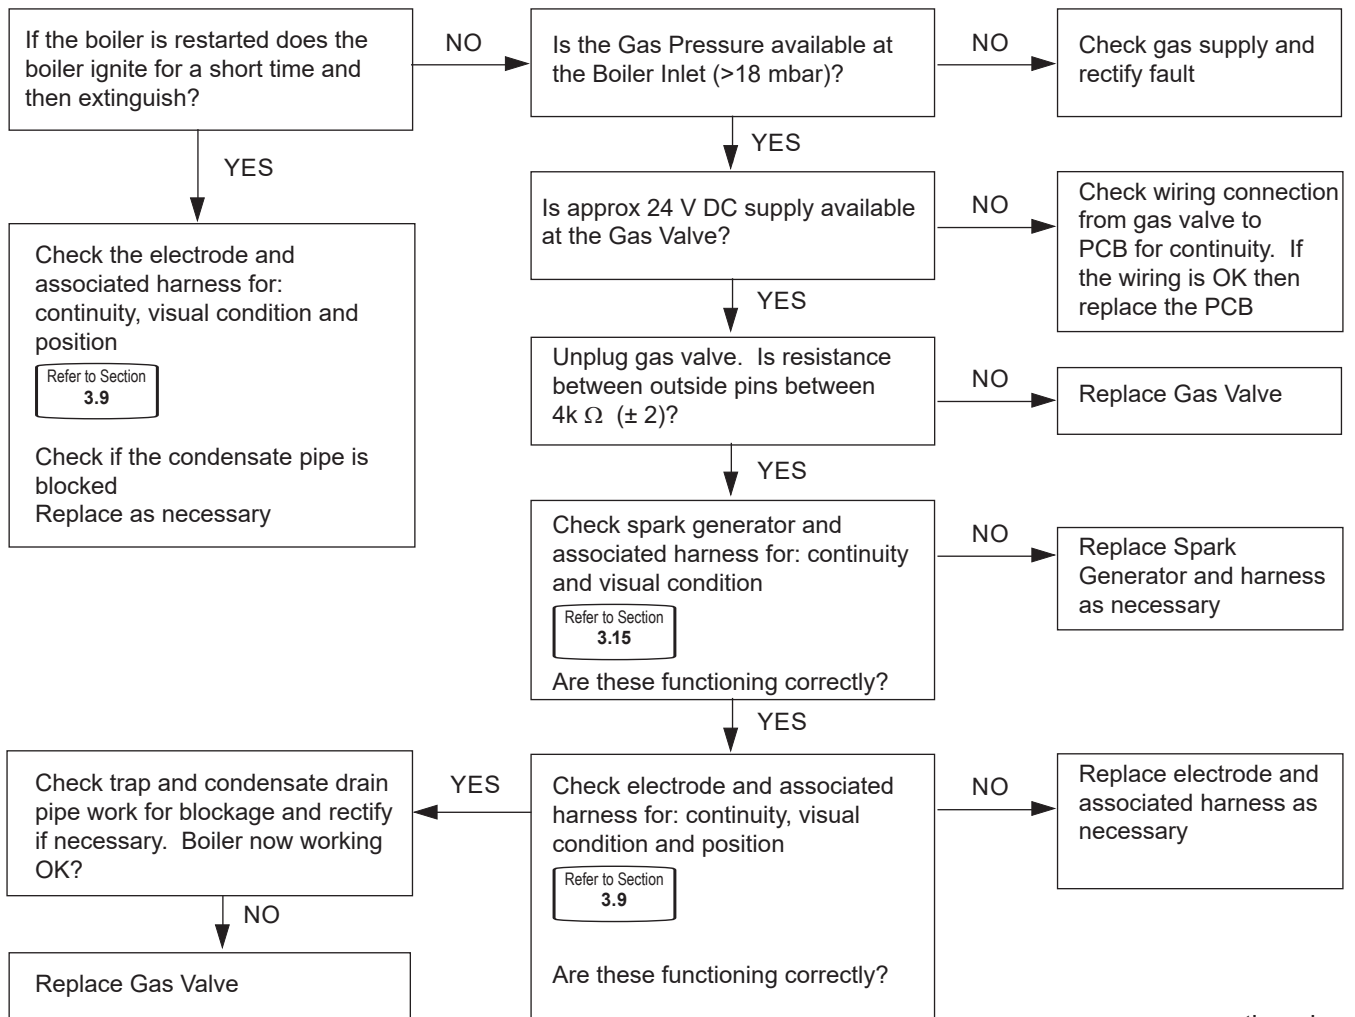 If the boiler is restarted does the
boiler ignite for a short time and
then extinguish?
NO
Is the Gas Pressure available at
the Boiler Inlet (>18 mbar)?
NO
Check gas supply and
rectify fault
YES
YES
Check the electrode and
associated harness for:
continuity, visual condition and
position
Refer to Section
3.9
Check if the condensate pipe is
blocked
Replace as necessary
Is approx 24 V DC supply available
at the Gas Valve?
NO
Check wiring connection
from gas valve to
PCB for continuity. If
the wiring is OK then
replace the PCB
YES
Unplug gas valve. Is resistance
between outside pins between
4k Ω (± 2)?
NO
Replace Gas Valve
YES
Check spark generator and
associated harness for: continuity
and visual condition
Refer to Section
3.15
Are these functioning correctly?
NO
Replace Spark
Generator and harness
as necessary
YES
Check electrode and associated
harness for: continuity, visual
condition and position
Refer to Section
3.9
Are these functioning correctly?
NO
Replace electrode and
associated harness as
necessary
YES
Check trap and condensate drain
pipe work for blockage and rectify
if necessary. Boiler now working
OK?
NO
Replace Gas Valve